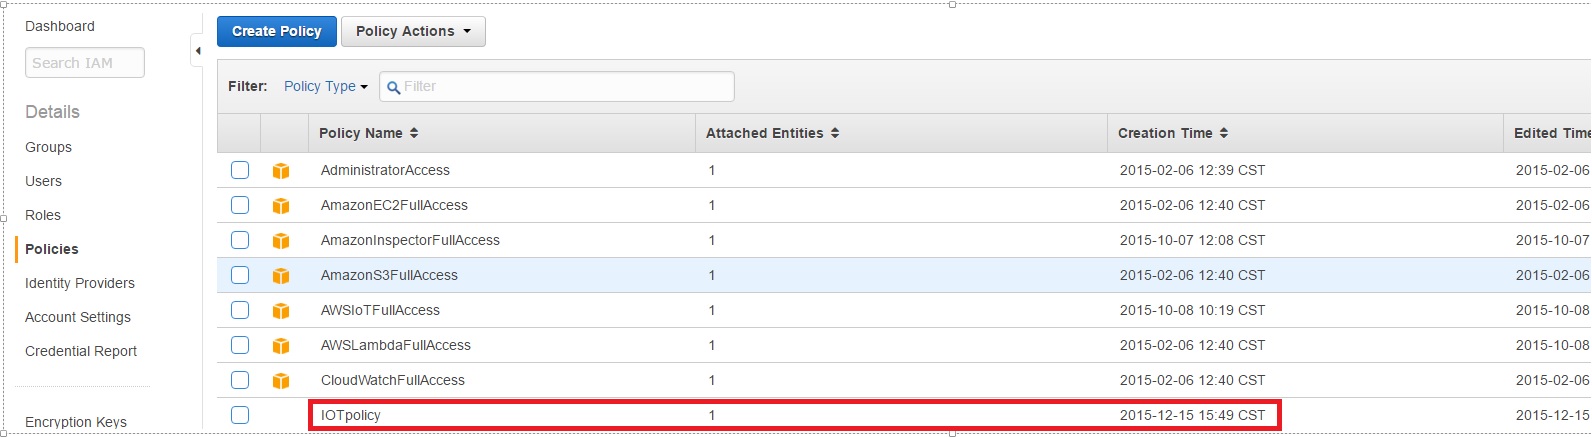 Dashboard
Search IAM
Details
Groups
Users
Roles
Policies
Identity Providers
Account Settings
Credential Report
Encryption Keys
Create Policy Policy Actions
Filter: Policy Type Filter
Policy Name Attached Entities Creation Time Edited Time
AdministratorAccess 1 2015-02-06 12:39 CST 2015-02-06
AmazonEC2FullAccess 1 2015-02-06 12:40 CST 2015-02-06
AmazonInspectorFullAccess 1 2015-10-07 12:08 CST 2015-10-07
AmazonS3FullAccess 1 2015-02-06 12:40 CST 2015-02-06
AWSIoTFullAccess 1 2015-10-08 10:19 CST 2015-10-08
AWSLambdaFullAccess 1 2015-02-06 12:40 CST 2015-10-08
CloudWatchFullAccess 1 2015-02-06 12:40 CST 2015-02-06
IOTpolicy 1 2015-12-15 15:49 CST 2015-12-15